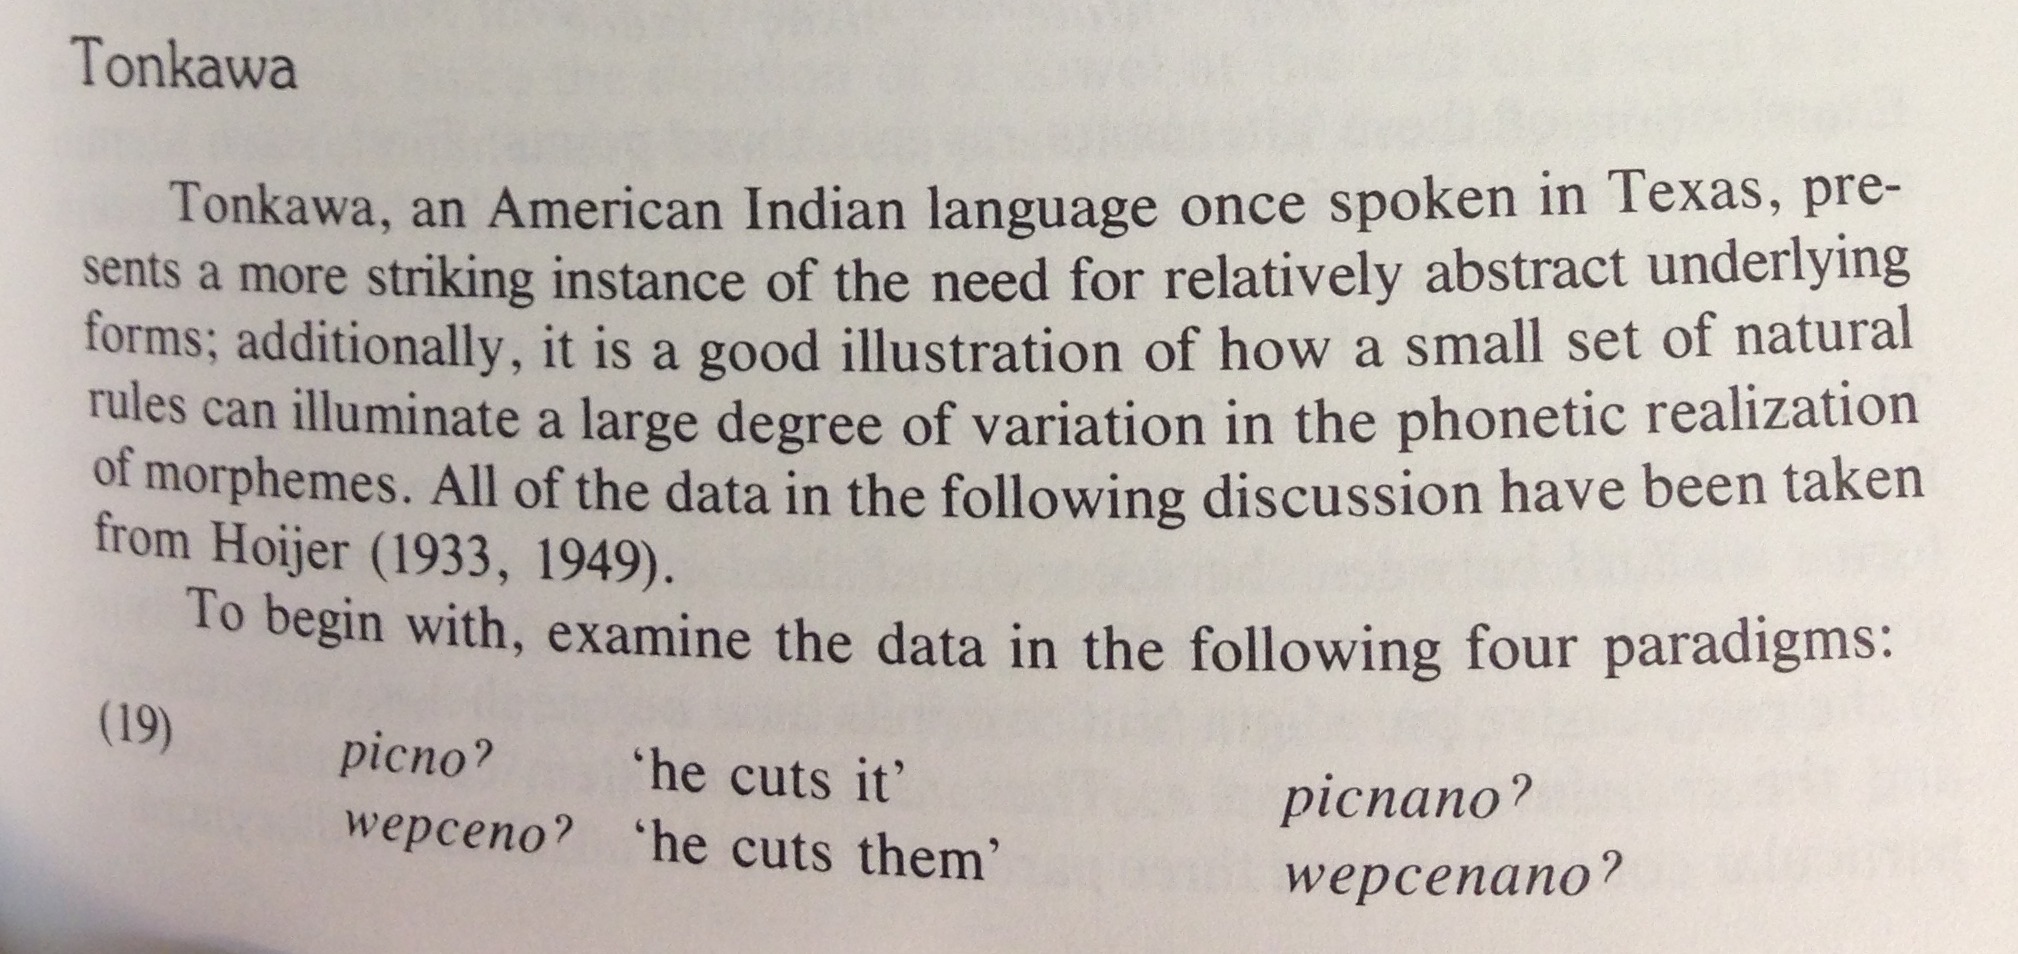 Tonkawa
Tonkawa, an American Indian language once spoken in Texas, pre-
sents a more striking instance of the need for relatively abstract underlying
forms; additionally, it is a good illustration of how a small set of natural
rules can illuminate a large degree of variation in the phonetic realization
of morphemes. All of the data in the following discussion have been taken
from Hoijer (1933, 1949).
To begin with, examine the data in the following four paradigms:
(19) picnoʔ ‘he cuts it’ picnanoʔ
wepcenoʔ ‘he cuts them’ wepcenanoʔ